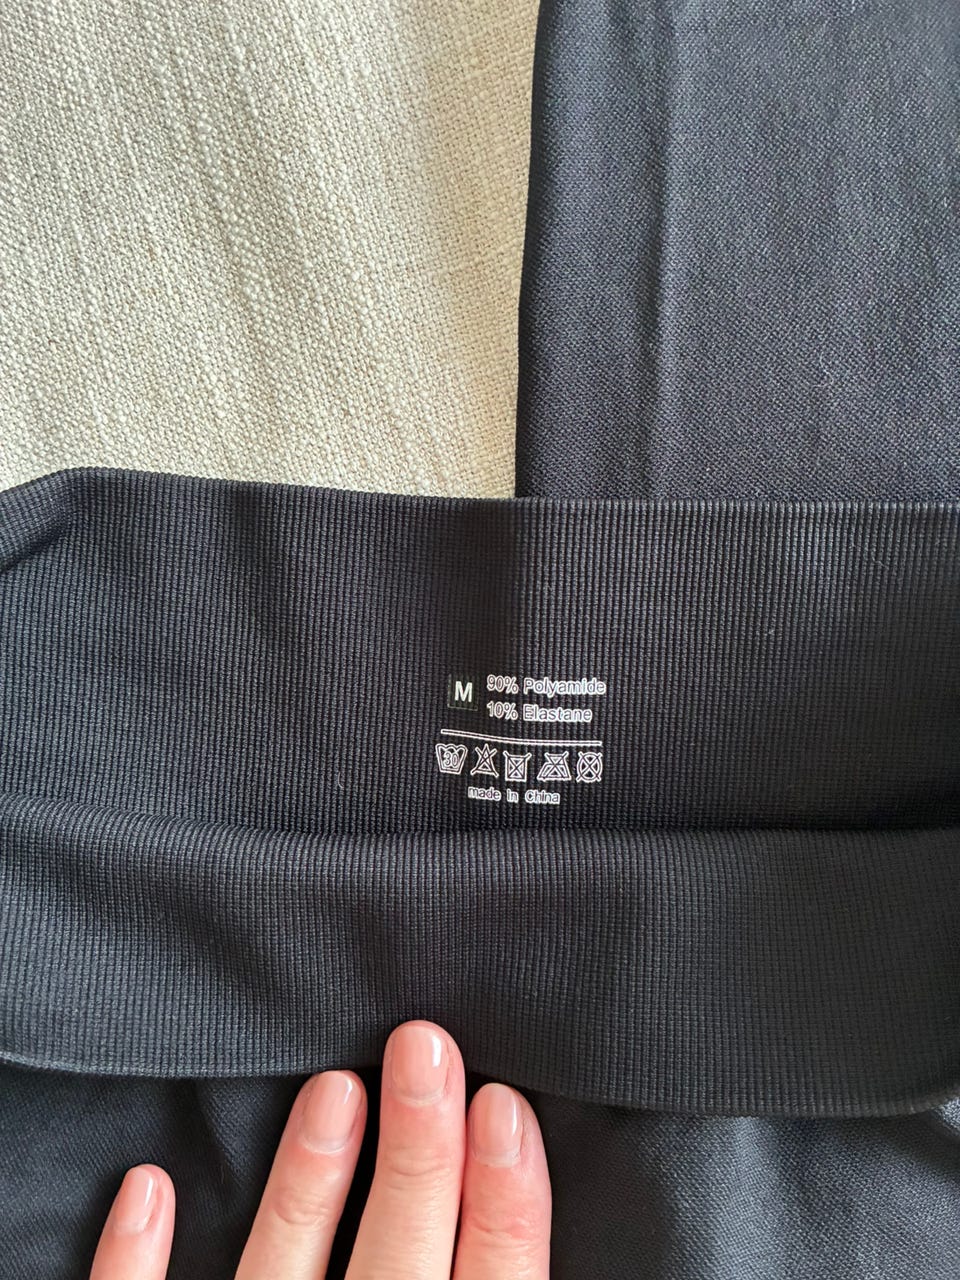 M 90% Polyamide
10% Elastane
30
made in China